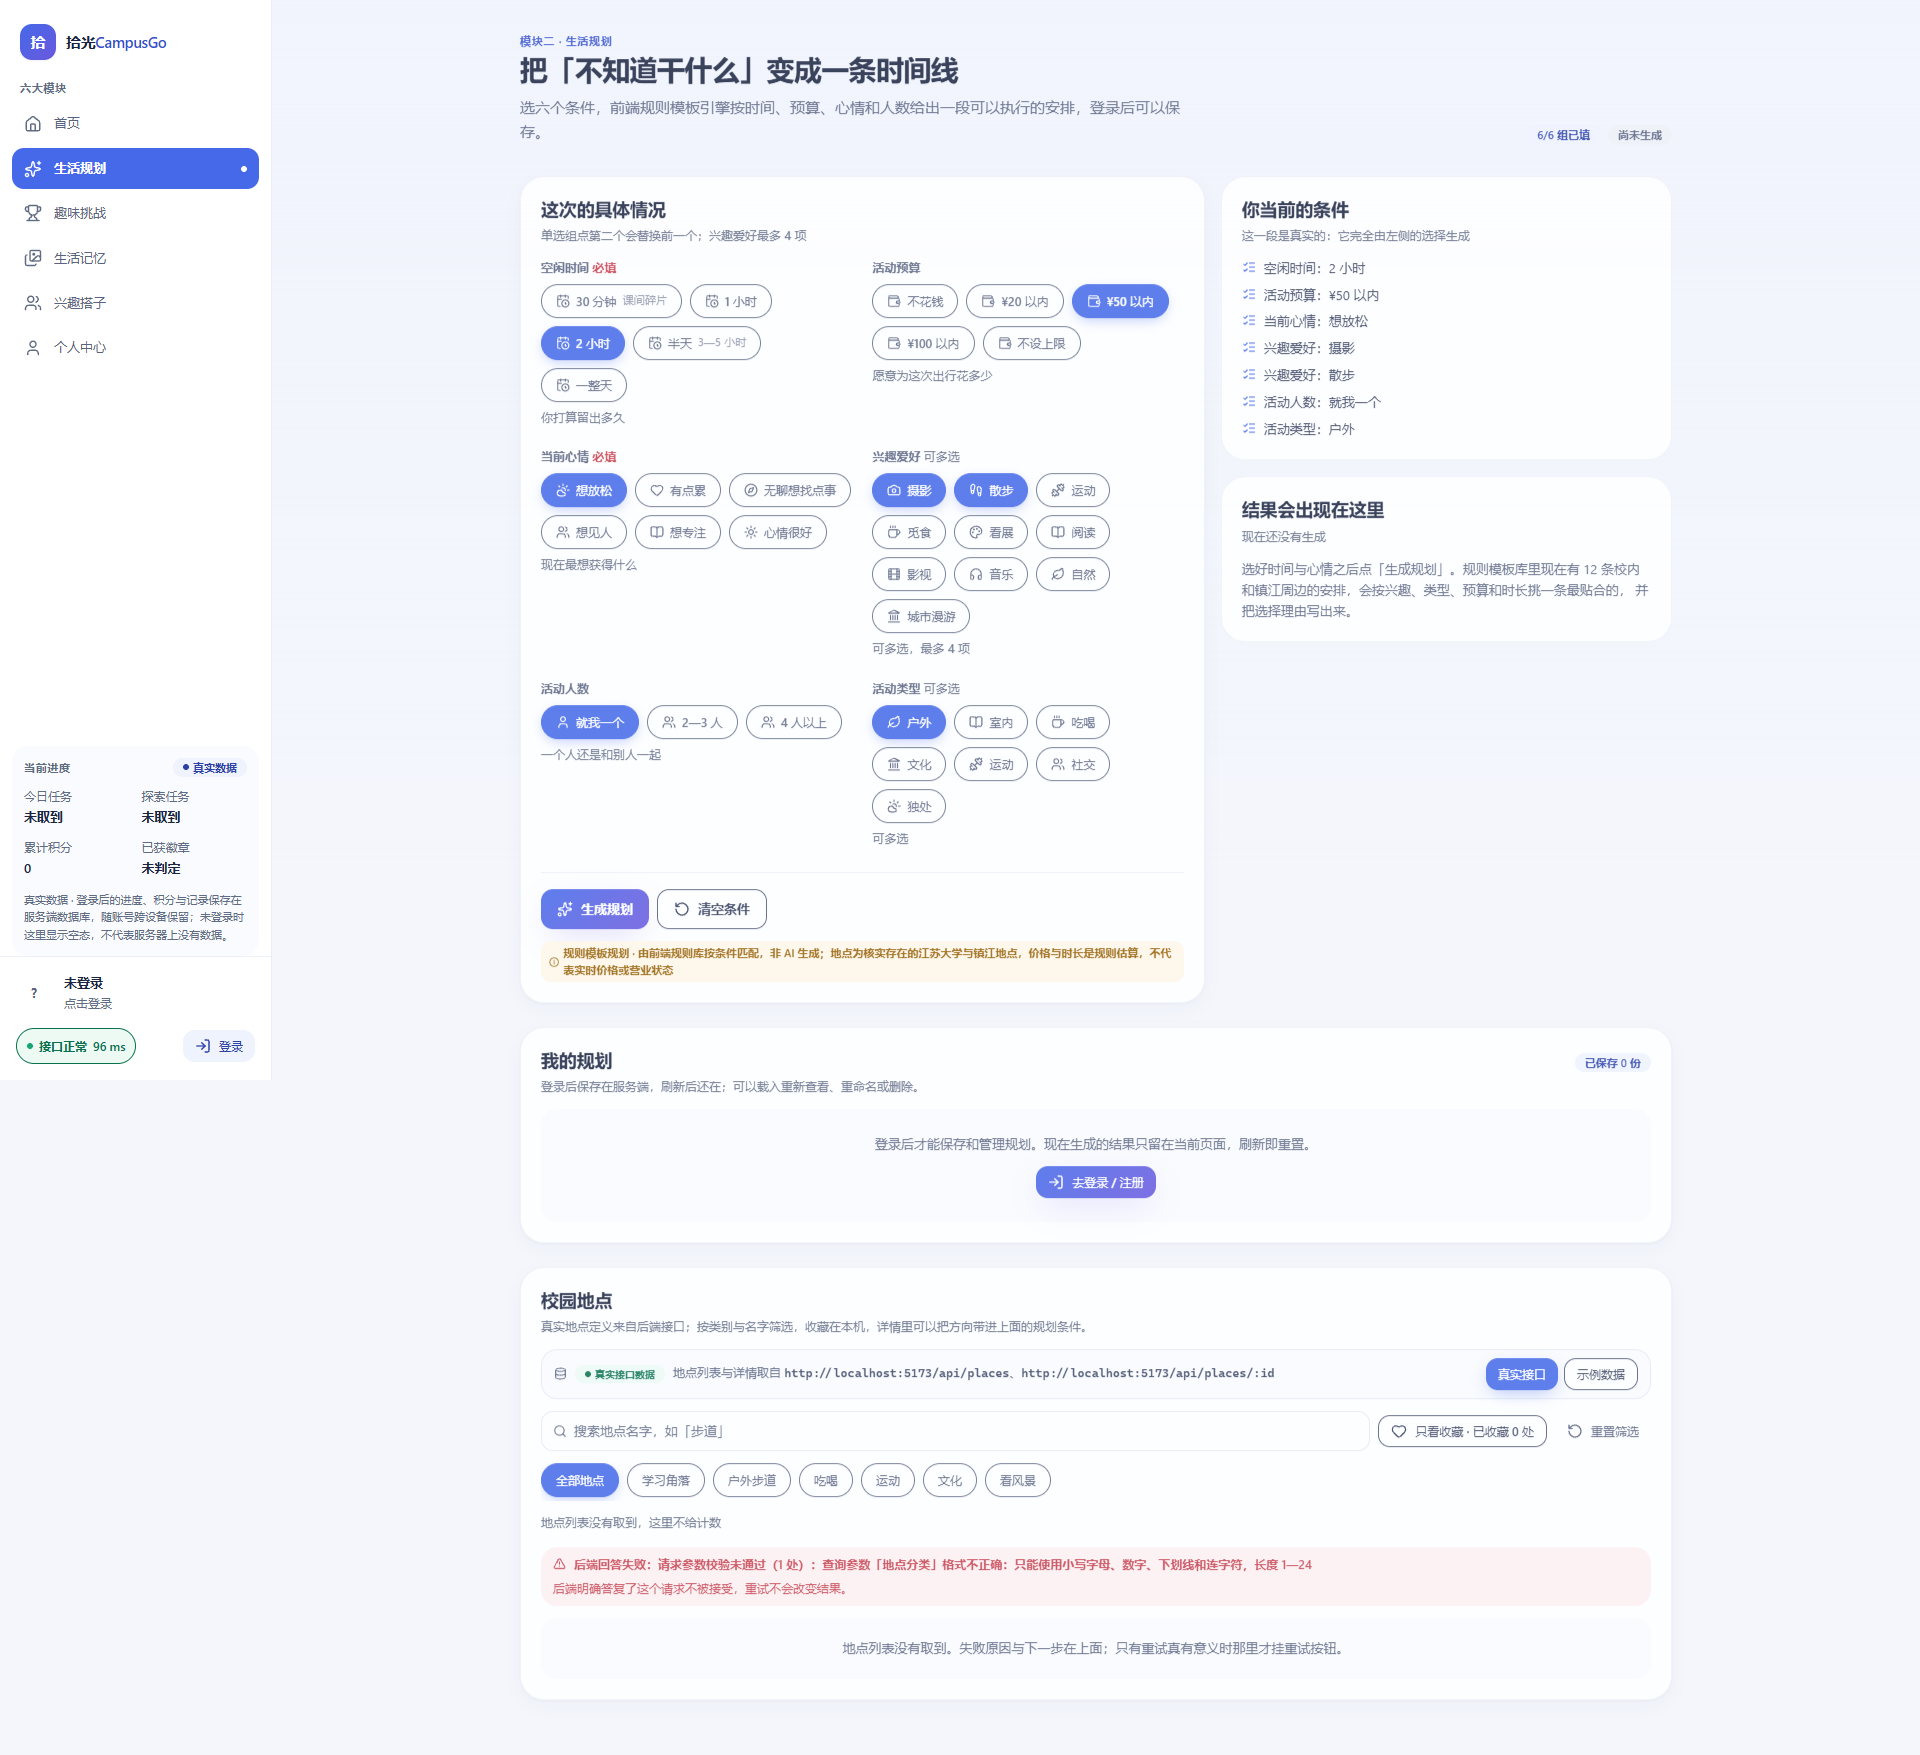 拾 拾光CampusGo
六大模块
首页
生活规划
趣味挑战
生活记忆
兴趣搭子
个人中心
当前进度 真实数据
今日任务 探索任务
未取到 未取到
累计积分 已获徽章
0 未判定
真实数据 · 登录后的进度、积分与记录保存在
服务端数据库，随账号跨设备保留；未登录时
这里显示空态，不代表服务器上没有数据。
? 未登录
点击登录
接口正常 96 ms 登录
模块二 · 生活规划
把「不知道干什么」变成一条时间线
选六个条件，前端规则模板引擎按时间、预算、心情和人数给出一段可以执行的安排，登录后可以保
存。
6/6 组已填 尚未生成
这次的具体情况
单选组点第二个会替换前一个；兴趣爱好最多 4 项
空闲时间 必填
30 分钟 课间碎片 1 小时
2 小时 半天 3—5 小时
一整天
你打算留出多久
活动预算
不花钱 ¥20 以内 ¥50 以内
¥100 以内 不设上限
愿意为这次出行花多少
当前心情 必填
想放松 有点累 无聊想找点事
想见人 想专注 心情很好
现在最想获得什么
兴趣爱好 可多选
摄影 散步 运动
觅食 看展 阅读
影视 音乐 自然
城市漫游
可多选，最多 4 项
活动人数
就我一个 2—3 人 4 人以上
一个人还是和别人一起
活动类型 可多选
户外 室内 吃喝
文化 运动 社交
独处
可多选
生成规划 清空条件
规则模板规划 · 由前端规则库按条件匹配，非 AI 生成；地点为核实存在的江苏大学与镇江地点，价格与时长是规则估算，不代
表实时价格或营业状态
你当前的条件
这一段是真实的：它完全由左侧的选择生成
空闲时间：2 小时
活动预算：¥50 以内
当前心情：想放松
兴趣爱好：摄影
兴趣爱好：散步
活动人数：就我一个
活动类型：户外
结果会出现在这里
现在还没有生成
选好时间与心情之后点「生成规划」。规则模板库里现在有 12 条校内
和镇江周边的安排，会按兴趣、类型、预算和时长挑一条最贴合的， 并
把选择理由写出来。
我的规划 已保存 0 份
登录后保存在服务端，刷新后还在；可以载入重新查看、重命名或删除。
登录后才能保存和管理规划。现在生成的结果只留在当前页面，刷新即重置。
去登录 / 注册
校园地点
真实地点定义来自后端接口；按类别与名字筛选，收藏在本机，详情里可以把方向带进上面的规划条件。
真实接口数据 地点列表与详情取自 http://localhost:5173/api/places、http://localhost:5173/api/places/:id 真实接口 示例数据
搜索地点名字，如「步道」 只看收藏 · 已收藏 0 处 重置筛选
全部地点 学习角落 户外步道 吃喝 运动 文化 看风景
地点列表没有取到，这里不给计数
后端回答失败：请求参数校验未通过（1 处）：查询参数「地点分类」格式不正确：只能使用小写字母、数字、下划线和连字符，长度 1—24
后端明确答复了这个请求不被接受，重试不会改变结果。
地点列表没有取到。失败原因与下一步在上面；只有重试真有意义时那里才挂重试按钮。